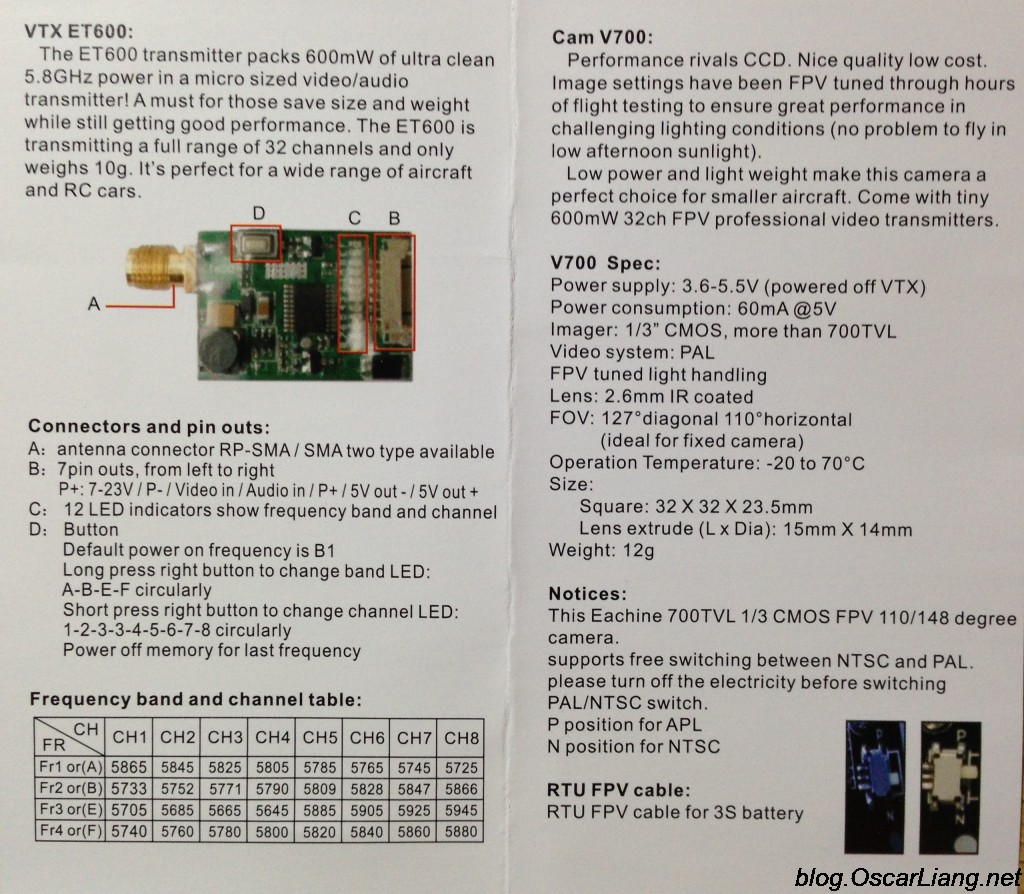 VTX ET600:
The ET600 transmitter packs 600mW of ultra clean
5.8GHz power in a micro sized video/audio
transmitter! A must for those save size and weight
while still getting good performance. The ET600 is
transmitting a full range of 32 channels and only
weighs 10g. It's perfect for a wide range of aircraft
and RC cars.
D
C
B
A
Connectors and pin outs:
A: antenna connector RP-SMA / SMA two type available
B: 7pin outs, from left to right
P+: 7-23V / P- / Video in / Audio in / P+ / 5V out - / 5V out +
C: 12 LED indicators show frequency band and channel
D: Button
Default power on frequency is B1
Long press right button to change band LED:
A-B-E-F circularly
Short press right button to change channel LED:
1-2-3-3-4-5-6-7-8 circularly
Power off memory for last frequency
Frequency band and channel table:
FR CH CH1 CH2 CH3 CH4 CH5 CH6 CH7 CH8
Fr1 or(A) 5865 5845 5825 5805 5785 5765 5745 5725
Fr2 or(B) 5733 5752 5771 5790 5809 5828 5847 5866
Fr3 or(E) 5705 5685 5665 5645 5885 5905 5925 5945
Fr4 or(F) 5740 5760 5780 5800 5820 5840 5860 5880
Cam V700:
Performance rivals CCD. Nice quality low cost.
Image settings have been FPV tuned through hours
of flight testing to ensure great performance in
challenging lighting conditions (no problem to fly in
low afternoon sunlight).
Low power and light weight make this camera a
perfect choice for smaller aircraft. Come with tiny
600mW 32ch FPV professional video transmitters.
V700 Spec:
Power supply: 3.6-5.5V (powered off VTX)
Power consumption: 60mA @5V
Imager: 1/3" CMOS, more than 700TVL
Video system: PAL
FPV tuned light handling
Lens: 2.6mm IR coated
FOV: 127°diagonal 110°horizontal
(ideal for fixed camera)
Operation Temperature: -20 to 70°C
Size:
Square: 32 X 32 X 23.5mm
Lens extrude (L x Dia): 15mm X 14mm
Weight: 12g
Notices:
This Eachine 700TVL 1/3 CMOS FPV 110/148 degree
camera.
supports free switching between NTSC and PAL.
please turn off the electricity before switching
PAL/NTSC switch.
P position for APL
N position for NTSC
P
N
P
N
RTU FPV cable:
RTU FPV cable for 3S battery
blog.OscarLiang.net